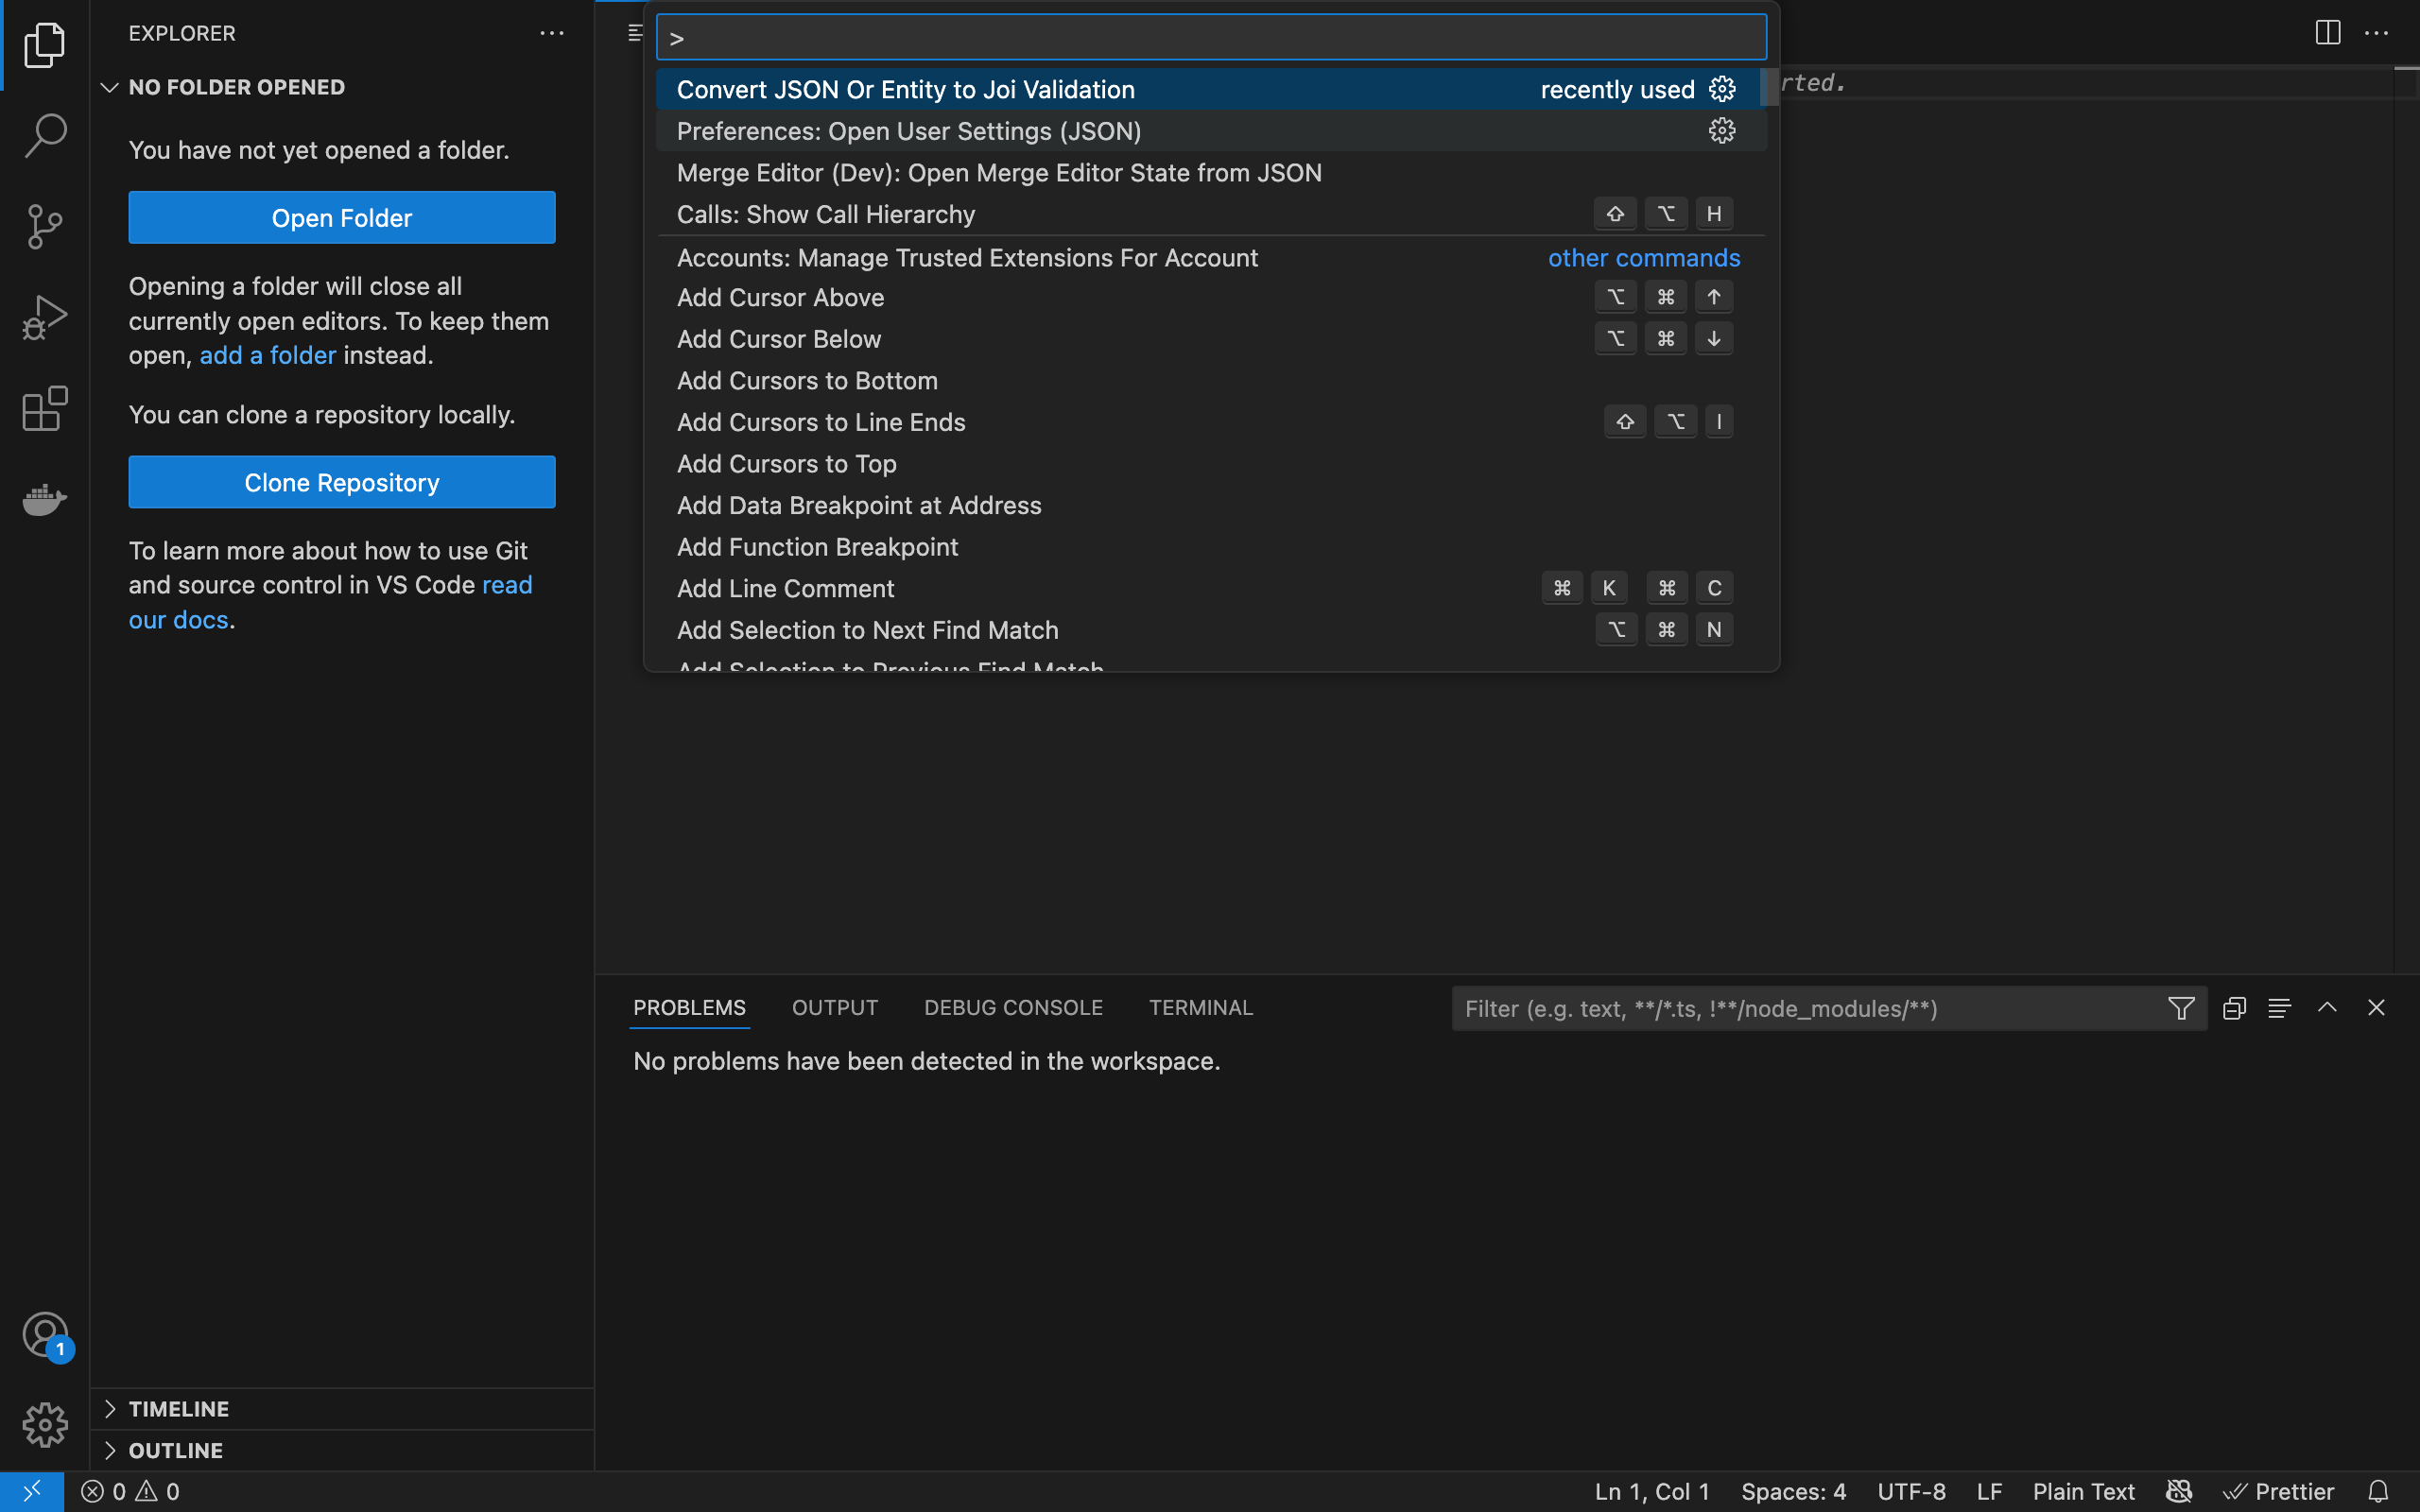 EXPLORER
NO FOLDER OPENED
You have not yet opened a folder.
Open Folder
Opening a folder will close all
currently open editors. To keep them
open, add a folder instead.
You can clone a repository locally.
Clone Repository
To learn more about how to use Git
and source control in VS Code read
our docs.
1
TIMELINE
OUTLINE
>
Convert JSON Or Entity to Joi Validation recently used
Preferences: Open User Settings (JSON)
Merge Editor (Dev): Open Merge Editor State from JSON
Calls: Show Call Hierarchy ⇧ ⌥ H
Accounts: Manage Trusted Extensions For Account other commands
Add Cursor Above ⌥ ⌘ ↑
Add Cursor Below ⌥ ⌘ ↓
Add Cursors to Bottom
Add Cursors to Line Ends ⇧ ⌥ I
Add Cursors to Top
Add Data Breakpoint at Address
Add Function Breakpoint
Add Line Comment ⌘ K ⌘ C
Add Selection to Next Find Match ⌥ ⌘ N
Add Selection to Previous Find Match
rted.
PROBLEMS OUTPUT DEBUG CONSOLE TERMINAL
Filter (e.g. text, **/*.ts, !**/node_modules/**)
No problems have been detected in the workspace.
0 0
Ln 1, Col 1 Spaces: 4 UTF-8 LF Plain Text Prettier